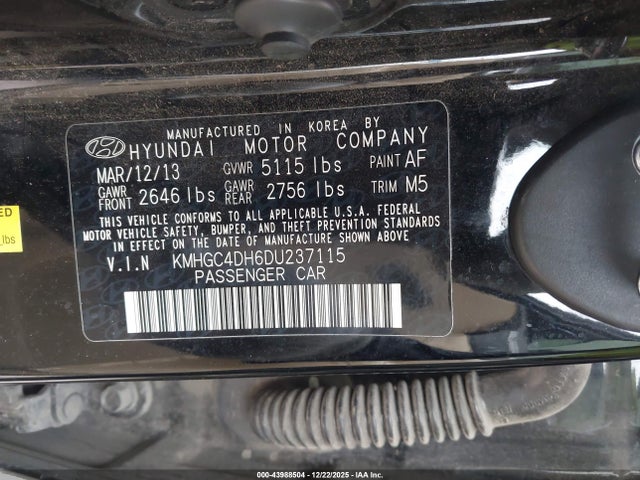 MANUFACTURED IN KOREA BY
HYUNDAI MOTOR COMPANY
MAR/12/13 GVWR 5115 lbs PAINT AF
GAWR FRONT 2646 lbs GAWR REAR 2756 lbs TRIM M5
THIS VEHICLE CONFORMS TO ALL APPLICABLE U.S.A. FEDERAL
MOTOR VEHICLE SAFETY, BUMPER, AND THEFT PREVENTION STANDARDS
IN EFFECT ON THE DATE OF MANUFACTURE SHOWN ABOVE.
V.I.N KMHGC4DH6DU237115
PASSENGER CAR
lbs
000-43988504 - 12/22/2025 - IAA Inc.